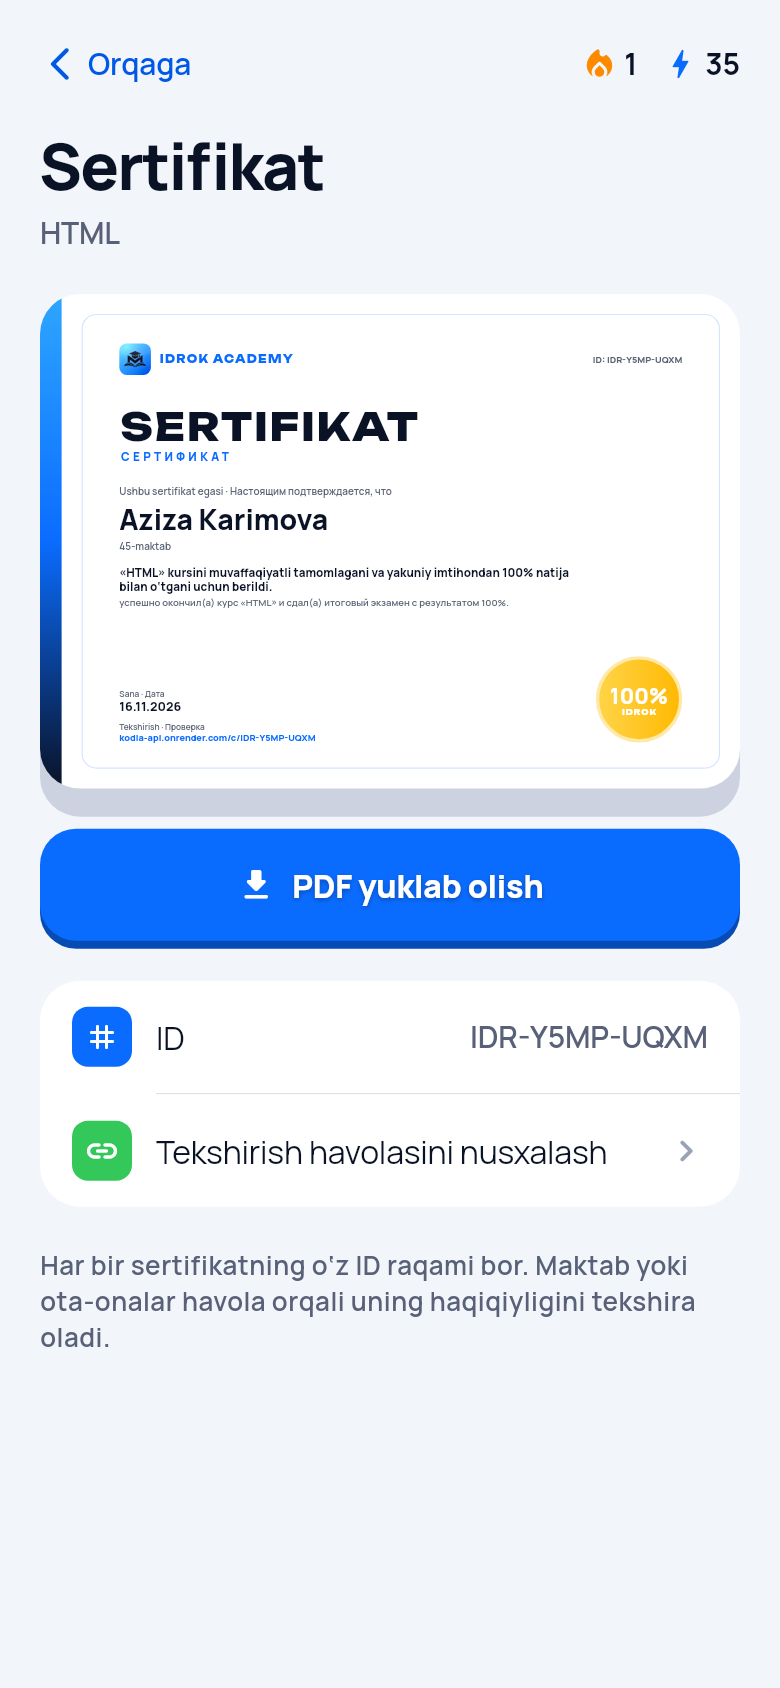 Orqaga
1
35
Sertifikat
HTML
IDROK ACADEMY
ID: IDR-Y5MP-UQXM
SERTIFIKAT
СЕРТИФИКАТ
Ushbu sertifikat egasi · Настоящим подтверждается, что
Aziza Karimova
45-maktab
«HTML» kursini muvaffaqiyatli tamomlagani va yakuniy imtihondan 100% natija
bilan oʻtgani uchun berildi.
успешно окончил(а) курс «HTML» и сдал(а) итоговый экзамен с результатом 100%.
Sana · Дата
16.11.2026
Tekshirish · Проверка
kodla-api.onrender.com/c/IDR-Y5MP-UQXM
100%
IDROK
PDF yuklab olish
ID
IDR-Y5MP-UQXM
Tekshirish havolasini nusxalash
Har bir sertifikatning oʻz ID raqami bor. Maktab yoki
ota-onalar havola orqali uning haqiqiyligini tekshira
oladi.